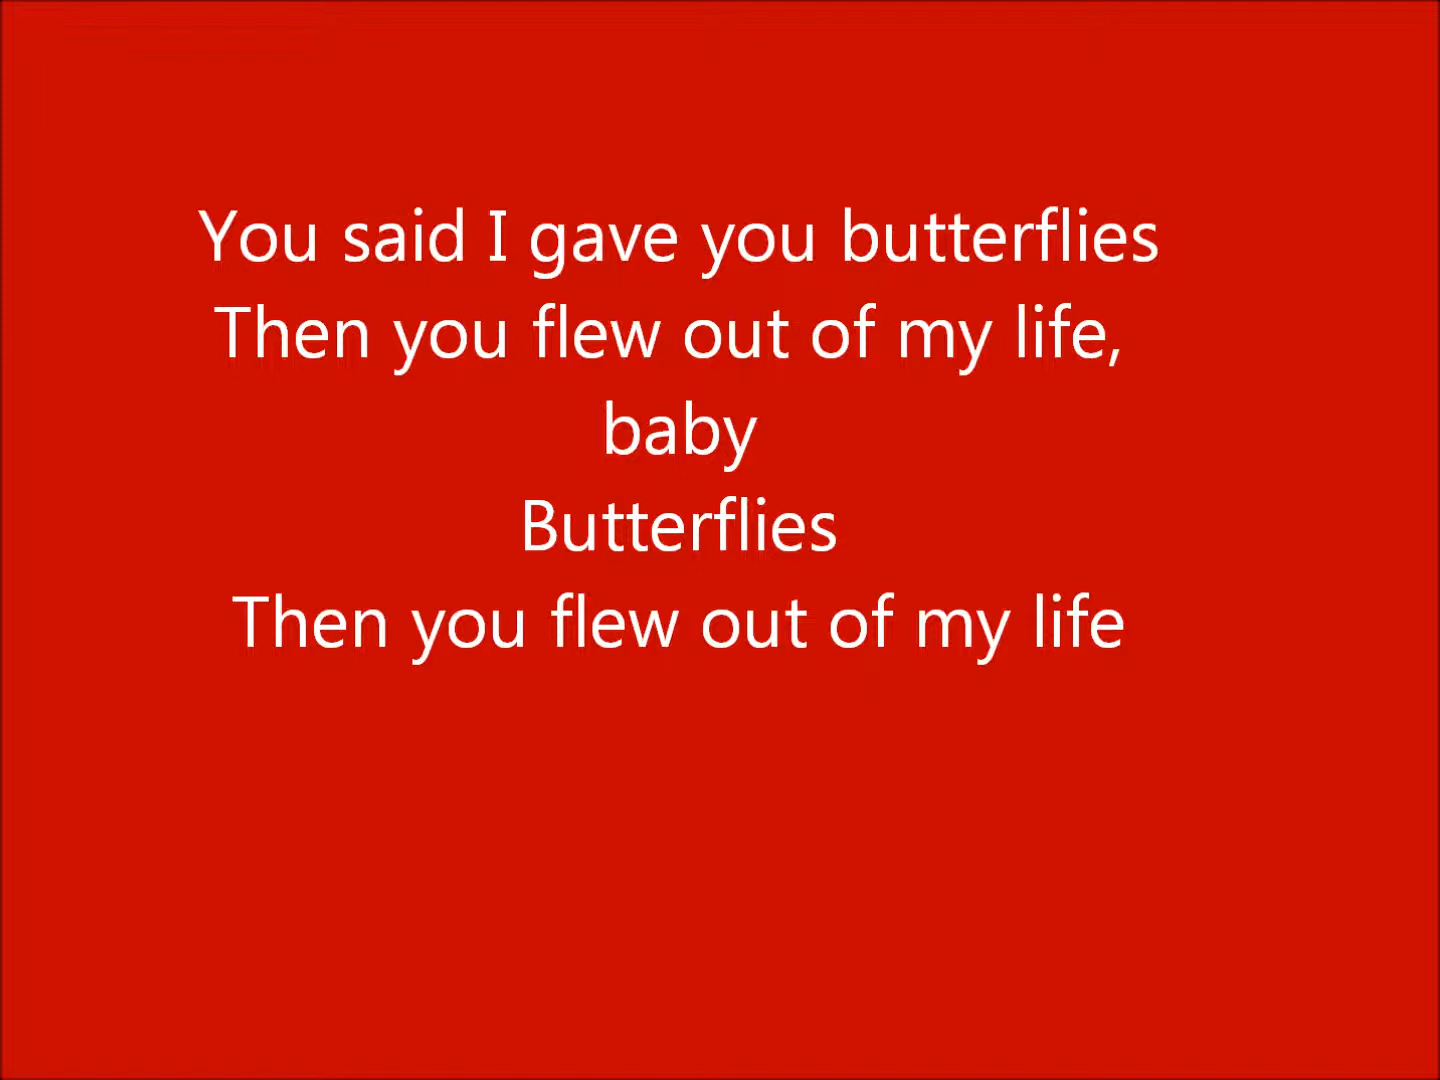 You said I gave you butterflies
Then you flew out of my life,
baby
Butterflies
Then you flew out of my life